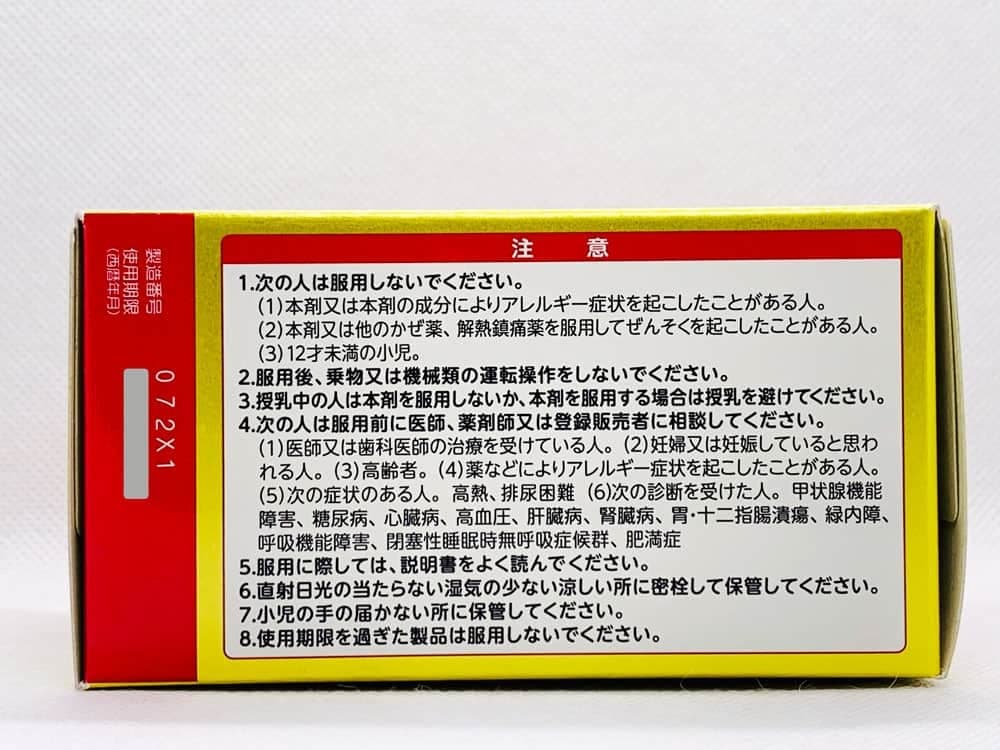 製造番号
使用期限
(西暦年月)
072X1
注 意
1.次の人は服用しないでください。
(1)本剤又は本剤の成分によりアレルギー症状を起こしたことがある人。
(2)本剤又は他のかぜ薬、解熱鎮痛薬を服用してぜんそくを起こしたことがある人。
(3)12才未満の小児。
2.服用後、乗物又は機械類の運転操作をしないでください。
3.授乳中の人は本剤を服用しないか、本剤を服用する場合は授乳を避けてください。
4.次の人は服用前に医師、薬剤師又は登録販売者に相談してください。
(1)医師又は歯科医師の治療を受けている人。(2)妊婦又は妊娠していると思わ
れる人。(3)高齢者。(4)薬などによりアレルギー症状を起こしたことがある人。
(5)次の症状のある人。高熱、排尿困難 (6)次の診断を受けた人。甲状腺機能
障害、糖尿病、心臓病、高血圧、肝臓病、腎臓病、胃・十二指腸潰瘍、緑内障、
呼吸機能障害、閉塞性睡眠時無呼吸症候群、肥満症
5.服用に際しては、説明書をよく読んでください。
6.直射日光の当たらない湿気の少ない涼しい所に密栓して保管してください。
7.小児の手の届かない所に保管してください。
8.使用期限を過ぎた製品は服用しないでください。